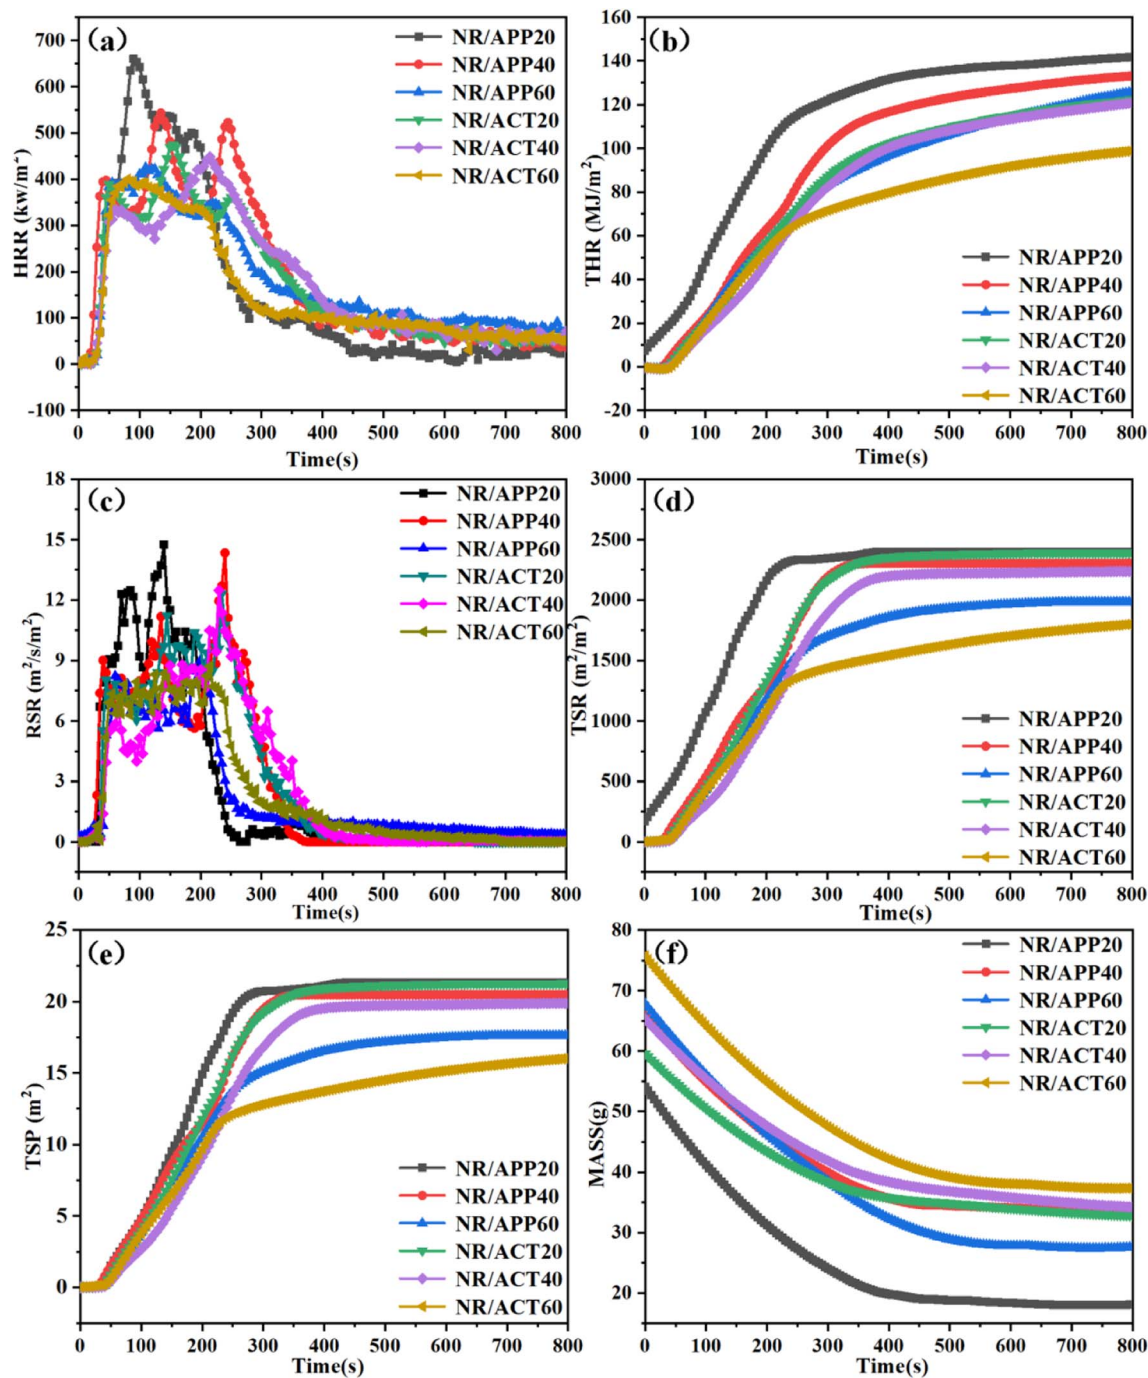 (a)
HRR (kw/m²)
700
600
500
400
300
200
100
0
-100
NR/APP20
NR/APP40
NR/APP60
NR/ACT20
NR/ACT40
NR/ACT60
0 100 200 300 400 500 600 700 800
Time(s)
(b)
THR (MJ/m²)
160
140
120
100
80
60
40
20
0
-20
NR/APP20
NR/APP40
NR/APP60
NR/ACT20
NR/ACT40
NR/ACT60
0 100 200 300 400 500 600 700 800
Time(s)
(c)
RSR (m²/s/m²)
18
15
12
9
6
3
0
NR/APP20
NR/APP40
NR/APP60
NR/ACT20
NR/ACT40
NR/ACT60
0 100 200 300 400 500 600 700 800
Time(s)
(d)
TSR (m²/m²)
3000
2500
2000
1500
1000
500
0
NR/APP20
NR/APP40
NR/APP60
NR/ACT20
NR/ACT40
NR/ACT60
0 100 200 300 400 500 600 700 800
Time(s)
(e)
TSP (m²)
25
20
15
10
5
0
NR/APP20
NR/APP40
NR/APP60
NR/ACT20
NR/ACT40
NR/ACT60
0 100 200 300 400 500 600 700 800
Time(s)
(f)
MASS(g)
80
70
60
50
40
30
20
NR/APP20
NR/APP40
NR/APP60
NR/ACT20
NR/ACT40
NR/ACT60
0 100 200 300 400 500 600 700 800
Time(s)